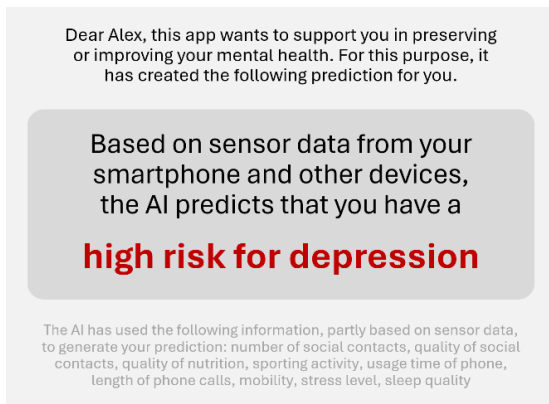 Dear Alex, this app wants to support you in preserving
or improving your mental health. For this purpose, it
has created the following prediction for you.
Based on sensor data from your
smartphone and other devices,
the AI predicts that you have a
high risk for depression
The AI has used the following information, partly based on sensor data,
to generate your prediction: number of social contacts, quality of social
contacts, quality of nutrition, sporting activity, usage time of phone,
length of phone calls, mobility, stress level, sleep quality